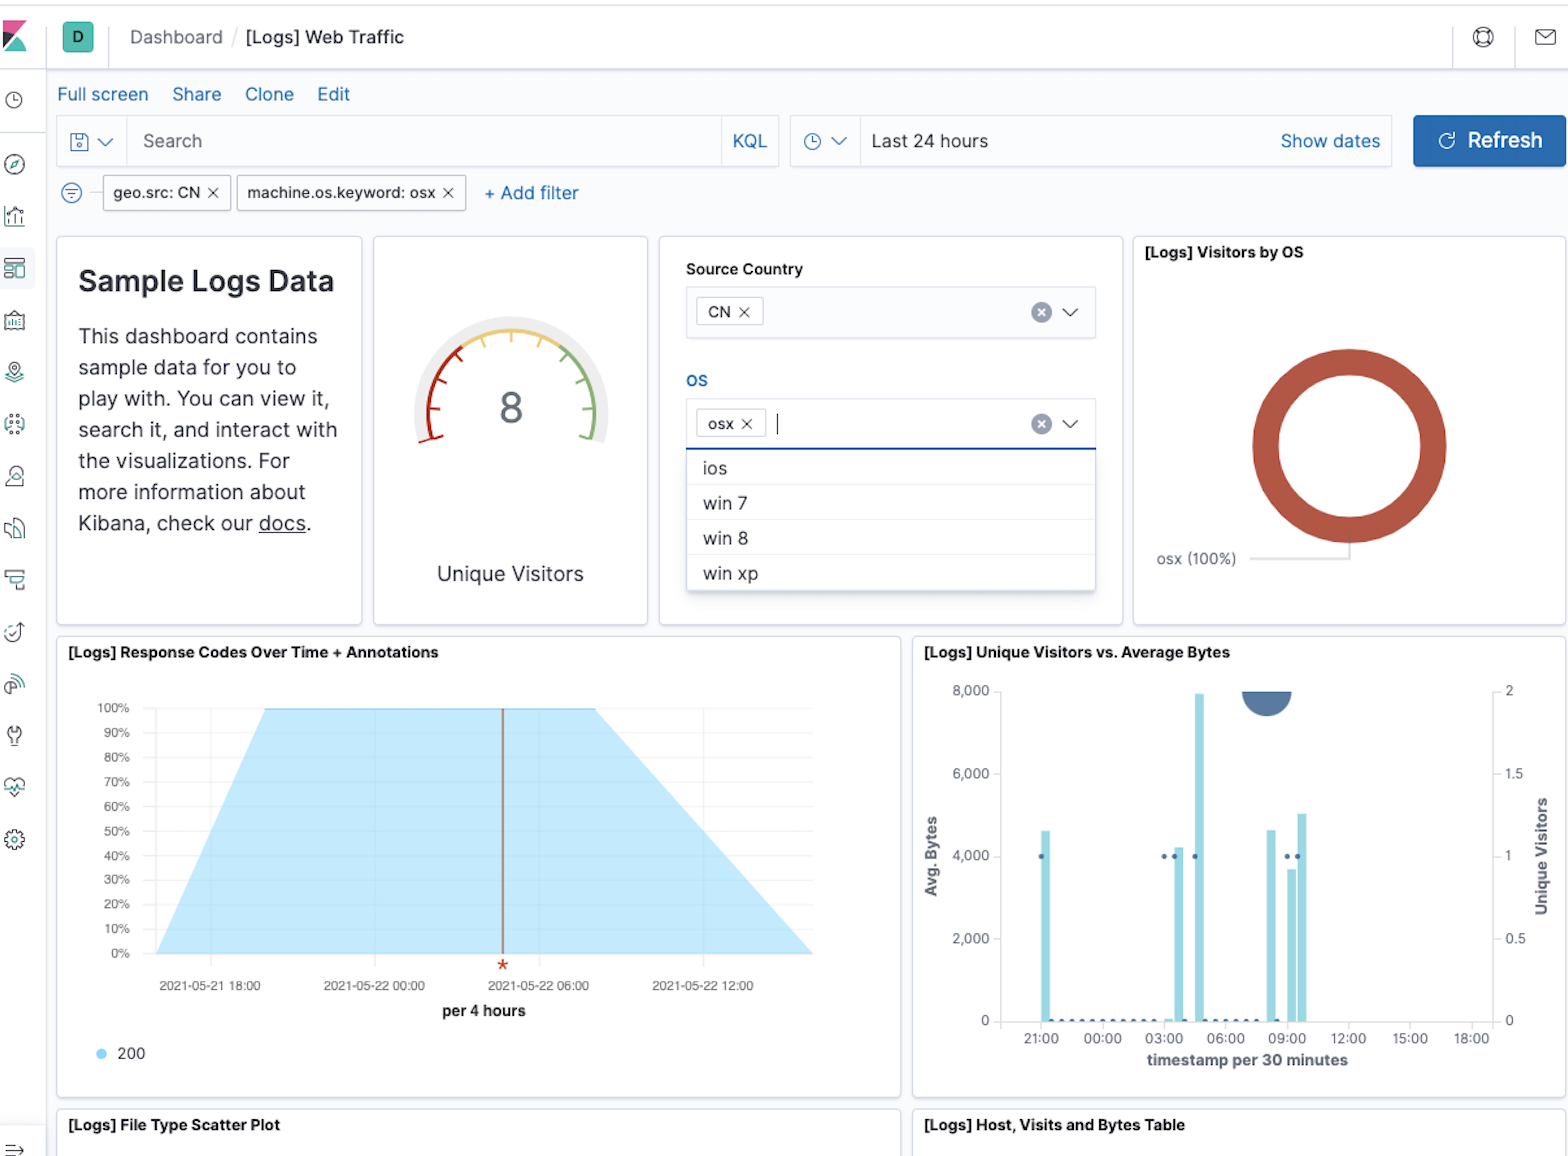 D Dashboard / [Logs] Web Traffic
Full screen Share Clone Edit
Search KQL Last 24 hours Show dates Refresh
geo.src: CN × machine.os.keyword: osx × + Add filter
Sample Logs Data
This dashboard contains
sample data for you to
play with. You can view it,
search it, and interact with
the visualizations. For
more information about
Kibana, check our docs.
8
Unique Visitors
Source Country
CN ×
OS
osx ×
ios
win 7
win 8
win xp
[Logs] Visitors by OS
osx (100%)
[Logs] Response Codes Over Time + Annotations
100%
90%
80%
70%
60%
50%
40%
30%
20%
10%
0%
*
2021-05-21 18:00 2021-05-22 00:00 2021-05-22 06:00 2021-05-22 12:00
per 4 hours
200
[Logs] Unique Visitors vs. Average Bytes
8,000
6,000
4,000
2,000
0
Avg. Bytes
2
1.5
1
0.5
0
Unique Visitors
21:00 00:00 03:00 06:00 09:00 12:00 15:00 18:00
timestamp per 30 minutes
[Logs] File Type Scatter Plot
[Logs] Host, Visits and Bytes Table